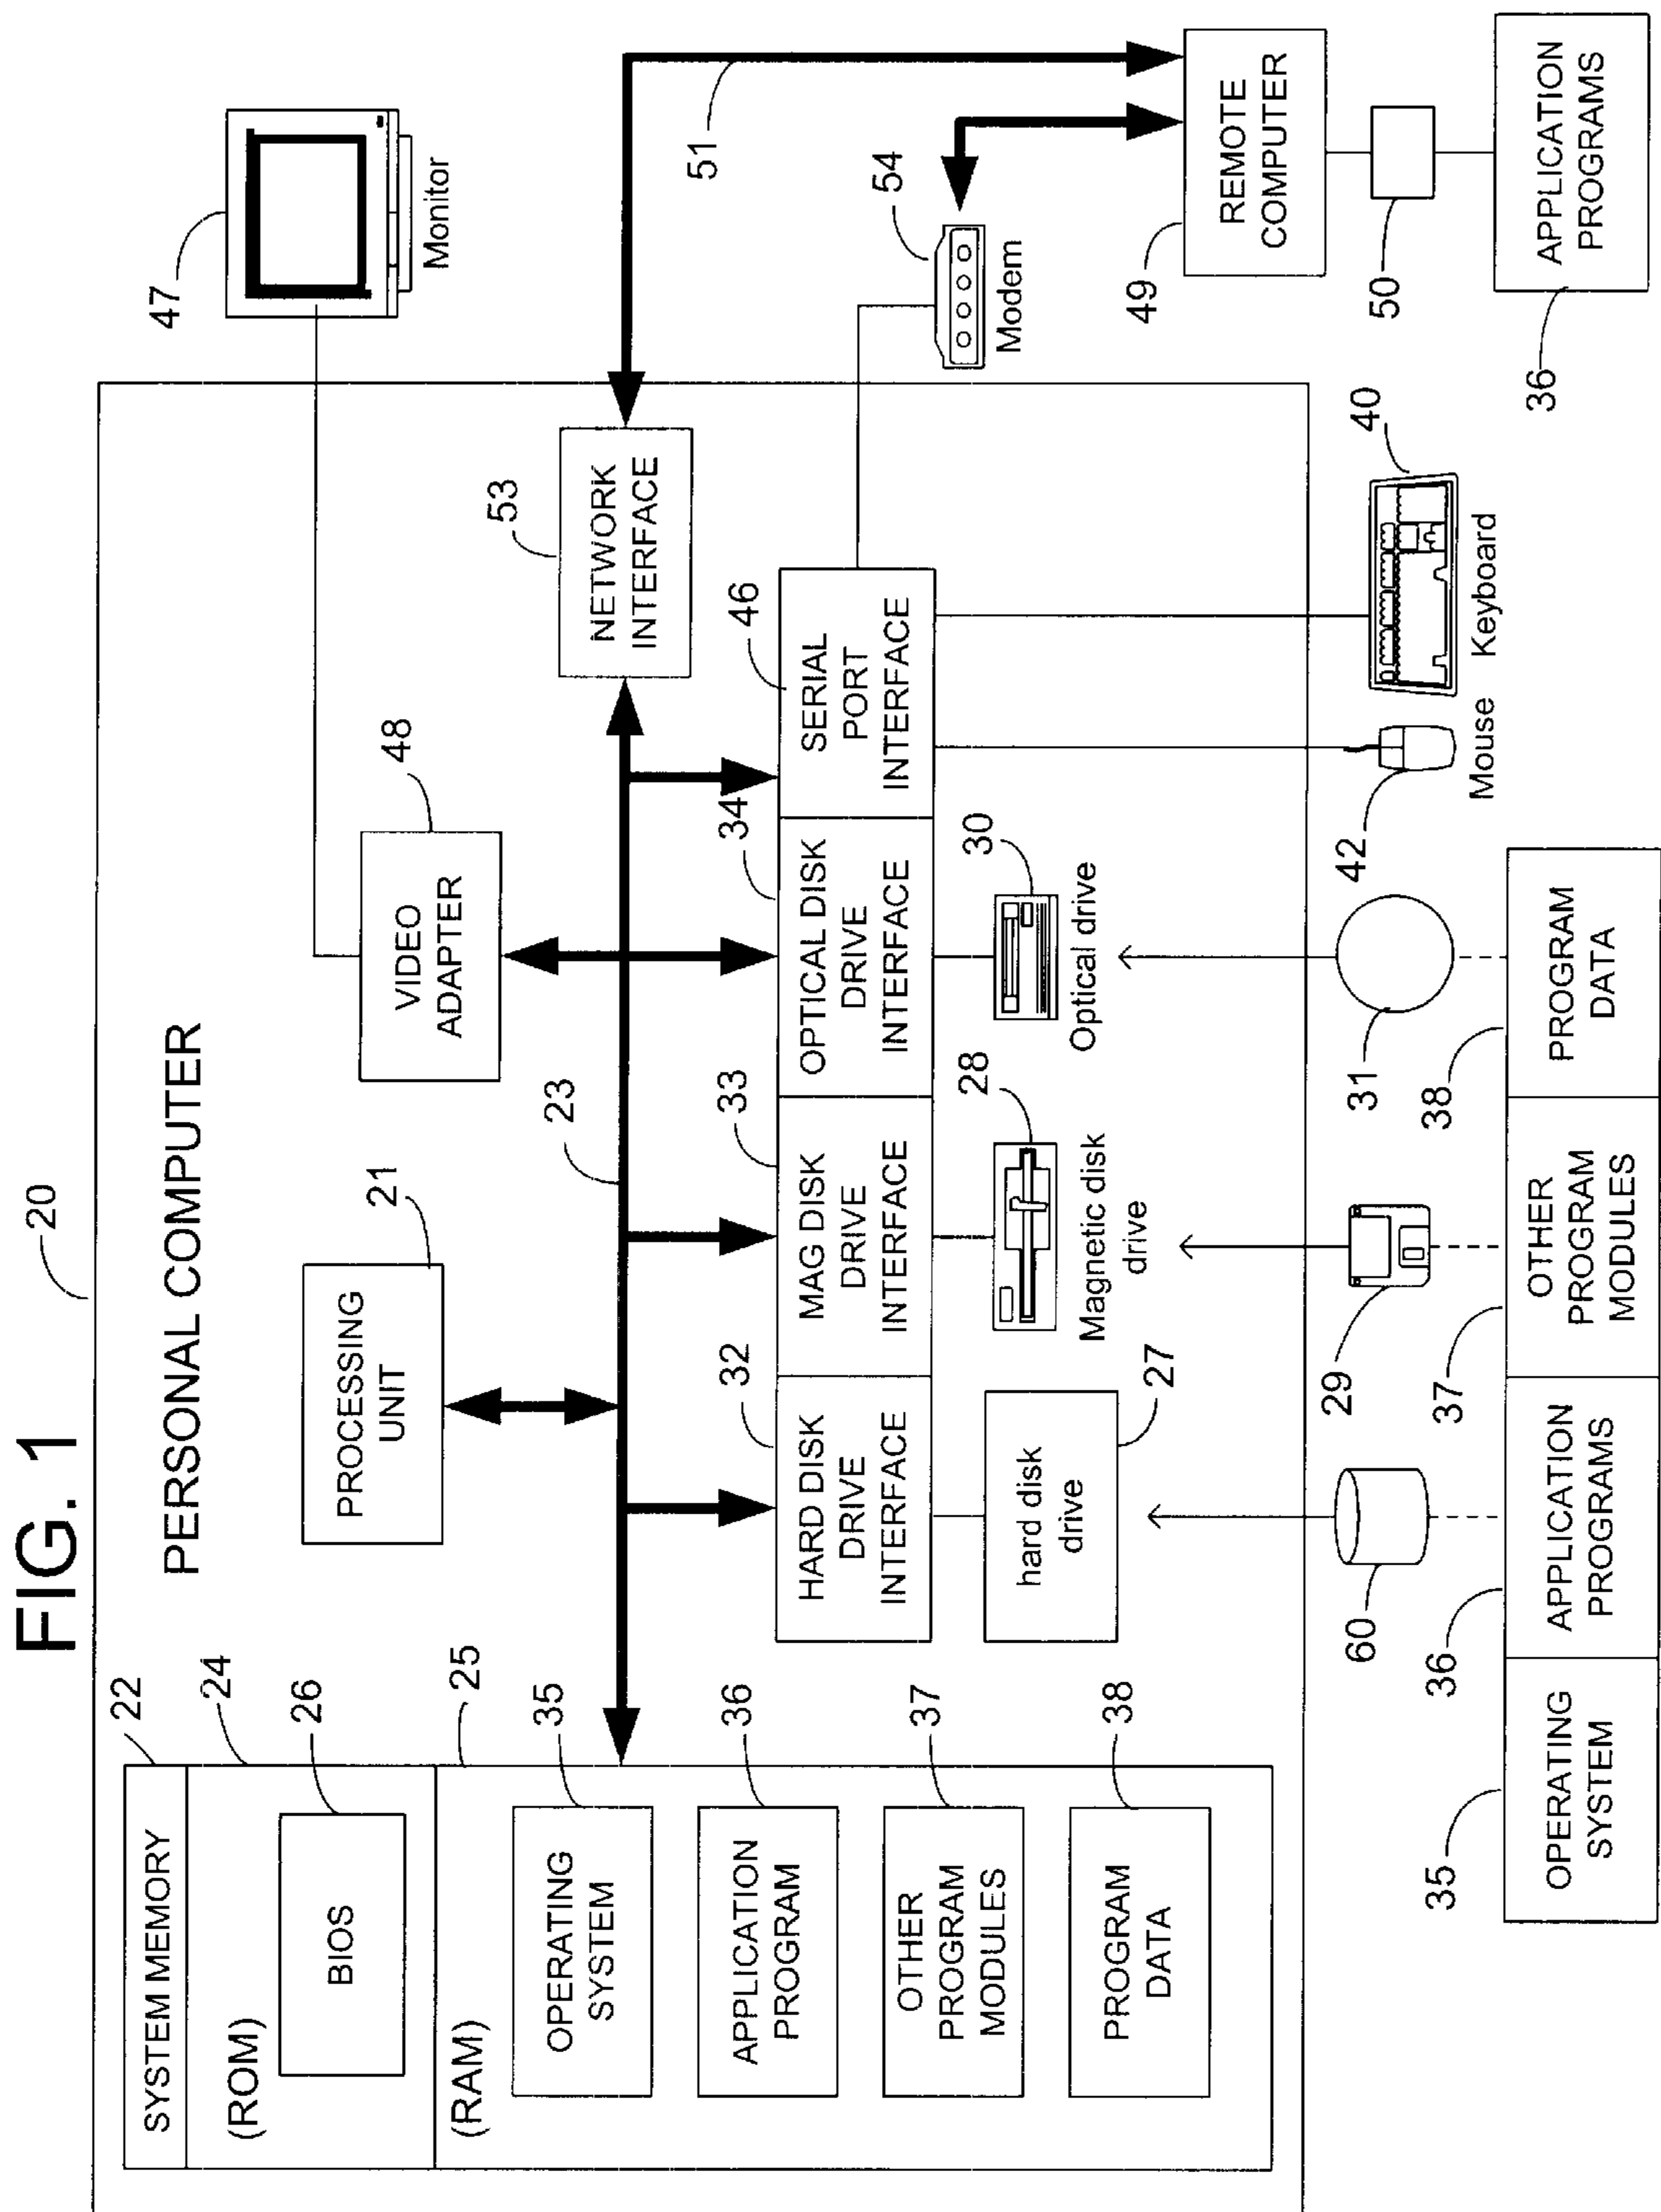 FIG. 1
20
PERSONAL COMPUTER
22
SYSTEM MEMORY
24
(ROM)
26
BIOS
25
(RAM)
35
OPERATING
SYSTEM
36
APPLICATION
PROGRAM
37
OTHER
PROGRAM
MODULES
38
PROGRAM
DATA
21
PROCESSING
UNIT
23
48
VIDEO
ADAPTER
47
Monitor
53
NETWORK
INTERFACE
51
32
HARD DISK
DRIVE
INTERFACE
33
MAG DISK
DRIVE
INTERFACE
34
OPTICAL DISK
DRIVE
INTERFACE
46
SERIAL
PORT
INTERFACE
54
Modem
27
hard disk
drive
28
Magnetic disk
drive
30
Optical drive
49
REMOTE
COMPUTER
50
36
APPLICATION
PROGRAMS
60
29
31
42
Mouse
40
Keyboard
35
OPERATING
SYSTEM
36
APPLICATION
PROGRAMS
37
OTHER
PROGRAM
MODULES
38
PROGRAM
DATA